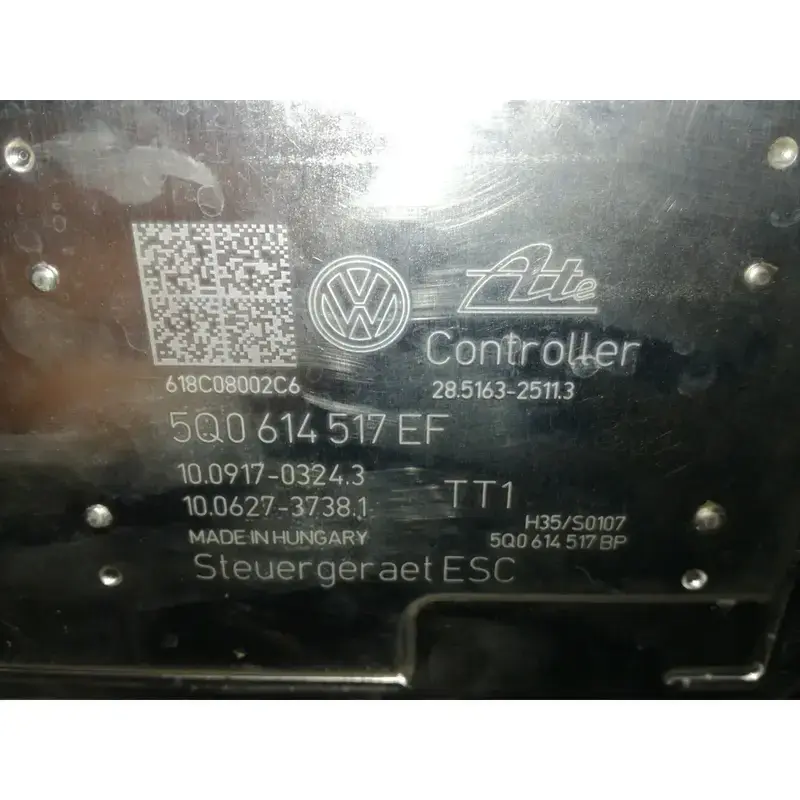 VW
Ate
Controller
618C08002C6
28.5163-2511.3
5Q0 614 517 EF
10.0917-0324.3
10.0627-3738.1
TT1
H35/S0107
MADE IN HUNGARY
5Q0 614 517 BP
Steuergeraet ESC